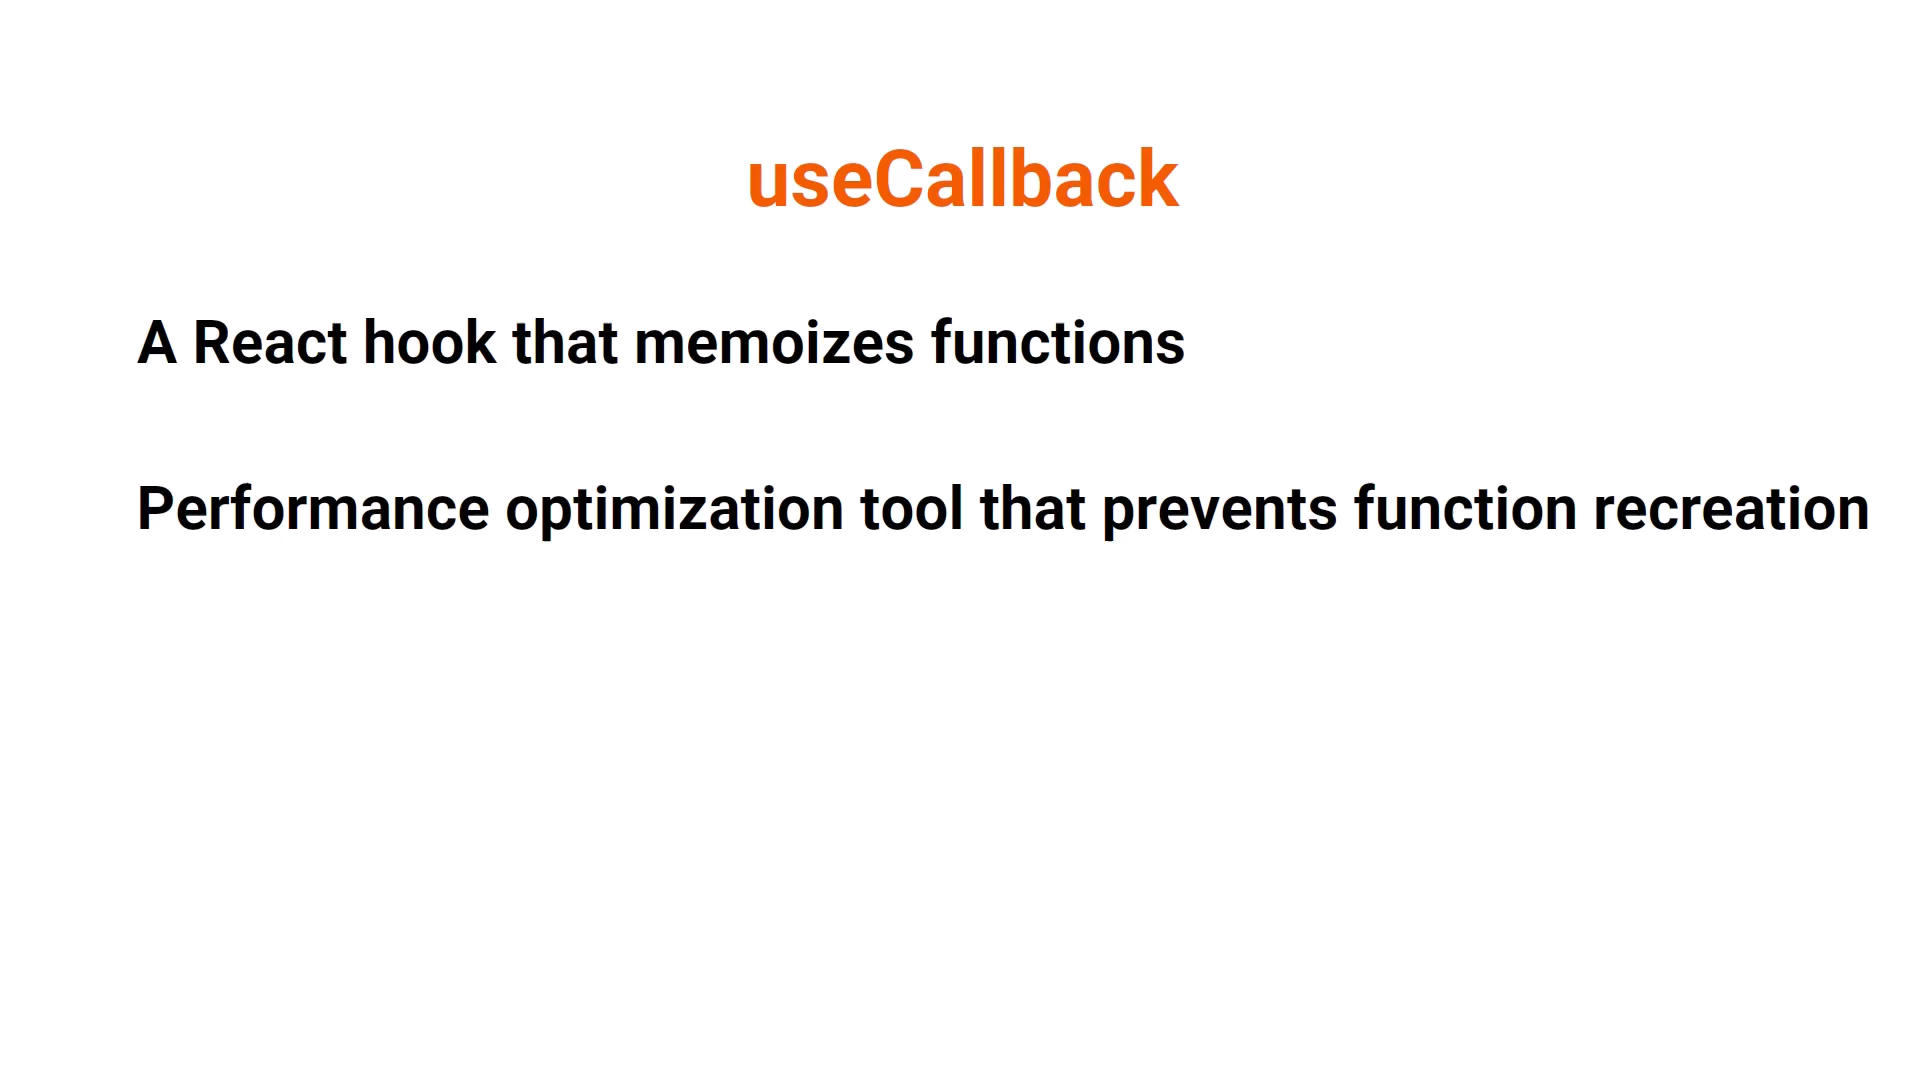 useCallback
A React hook that memoizes functions
Performance optimization tool that prevents function recreation